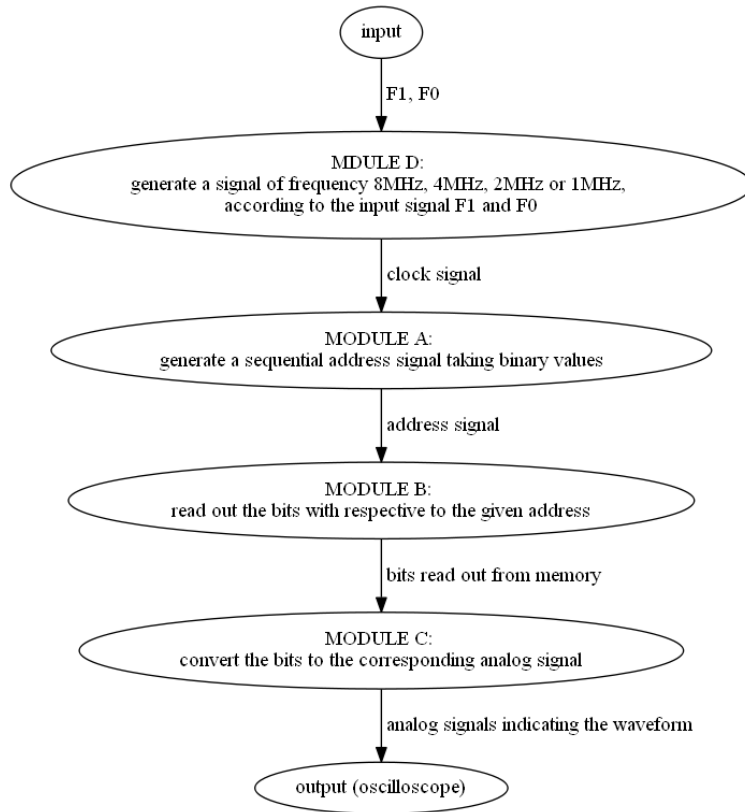 input
F1, F0
MDULE D:
generate a signal of frequency 8MHz, 4MHz, 2MHz or 1MHz,
according to the input signal F1 and F0
clock signal
MODULE A:
generate a sequential address signal taking binary values
address signal
MODULE B:
read out the bits with respective to the given address
bits read out from memory
MODULE C:
convert the bits to the corresponding analog signal
analog signals indicating the waveform
output (oscilloscope)